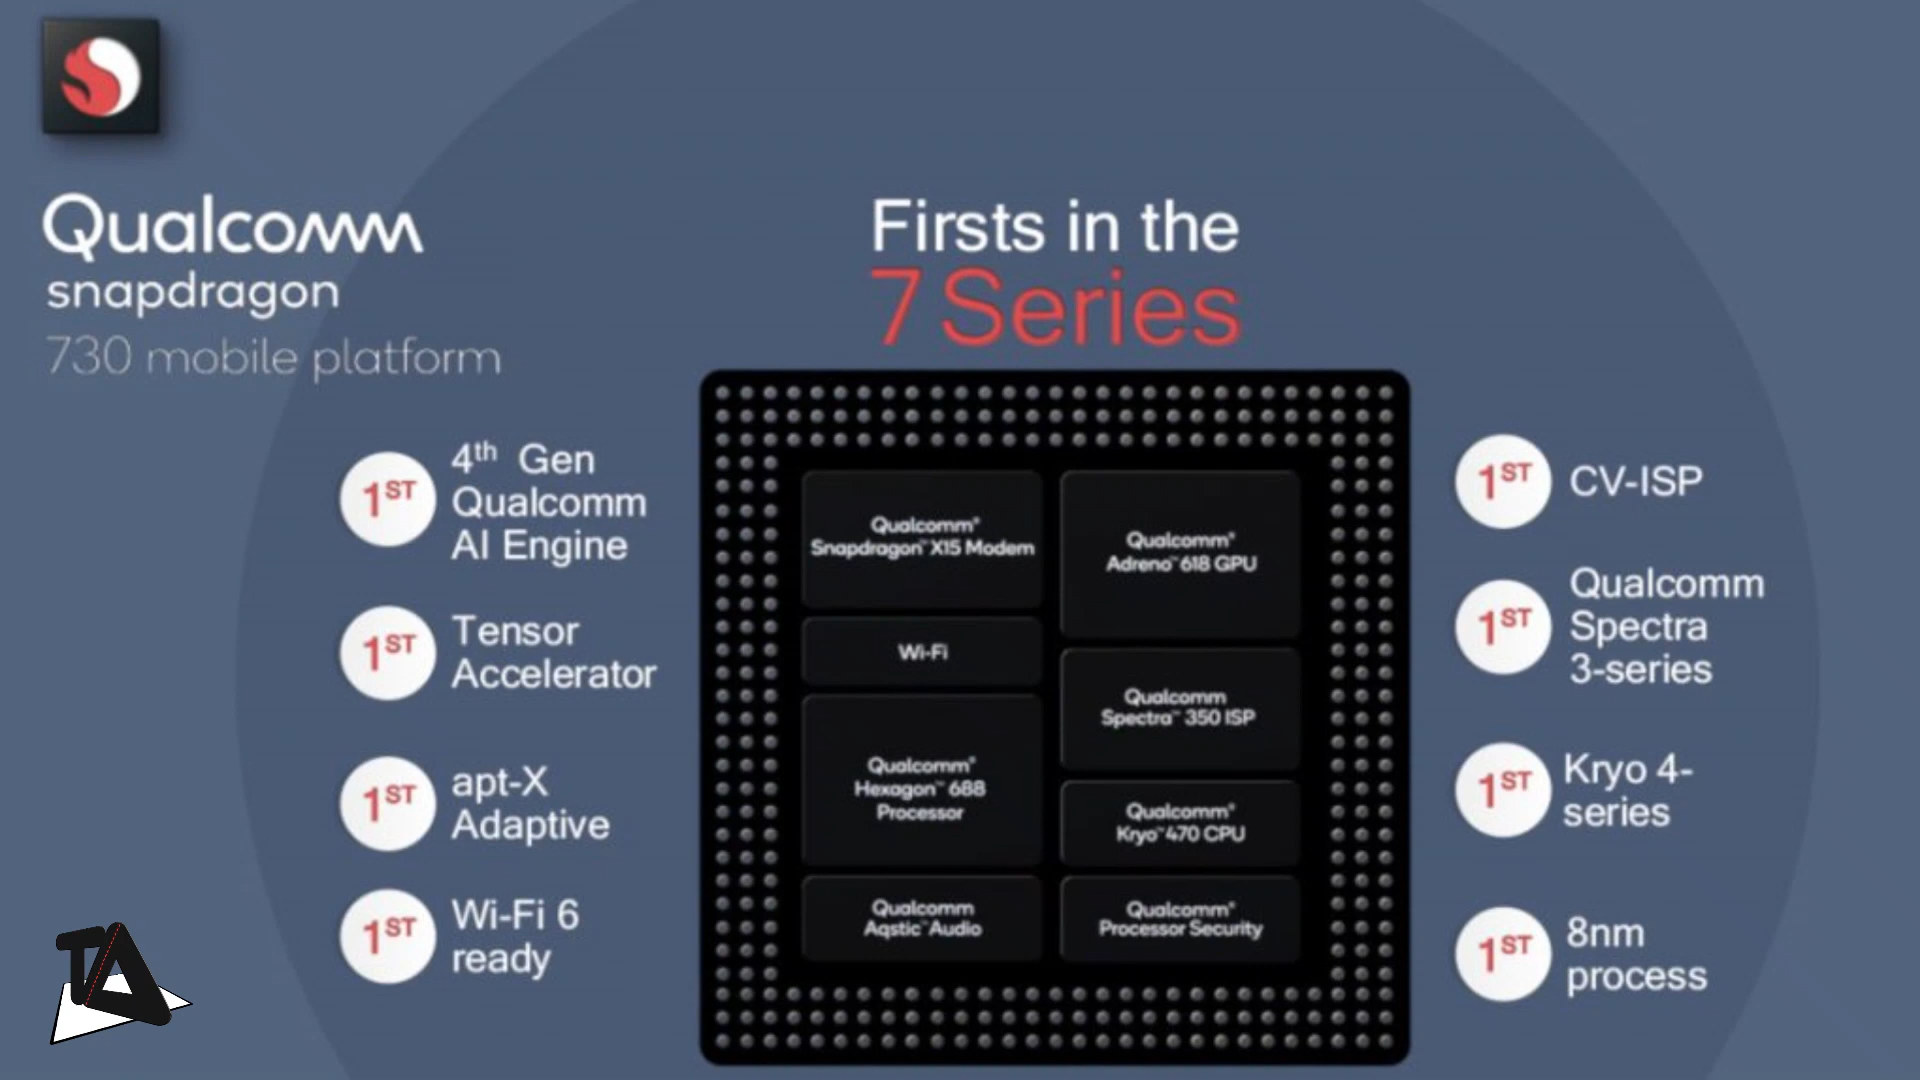 Qualcomm
snapdragon
730 mobile platform
Firsts in the
7 Series
1ST
4th Gen
Qualcomm
AI Engine
1ST
Tensor
Accelerator
1ST
apt-X
Adaptive
1ST
Wi-Fi 6
ready
Qualcomm®
Snapdragon™ X15 Modem
Wi-Fi
Qualcomm®
Hexagon™ 688
Processor
Qualcomm
Aqstic™ Audio
Qualcomm®
Adreno™ 618 GPU
Qualcomm
Spectra™ 350 ISP
Qualcomm®
Kryo™ 470 CPU
Qualcomm®
Processor Security
1ST
CV-ISP
1ST
Qualcomm
Spectra
3-series
1ST
Kryo 4-
series
1ST
8nm
process
TA